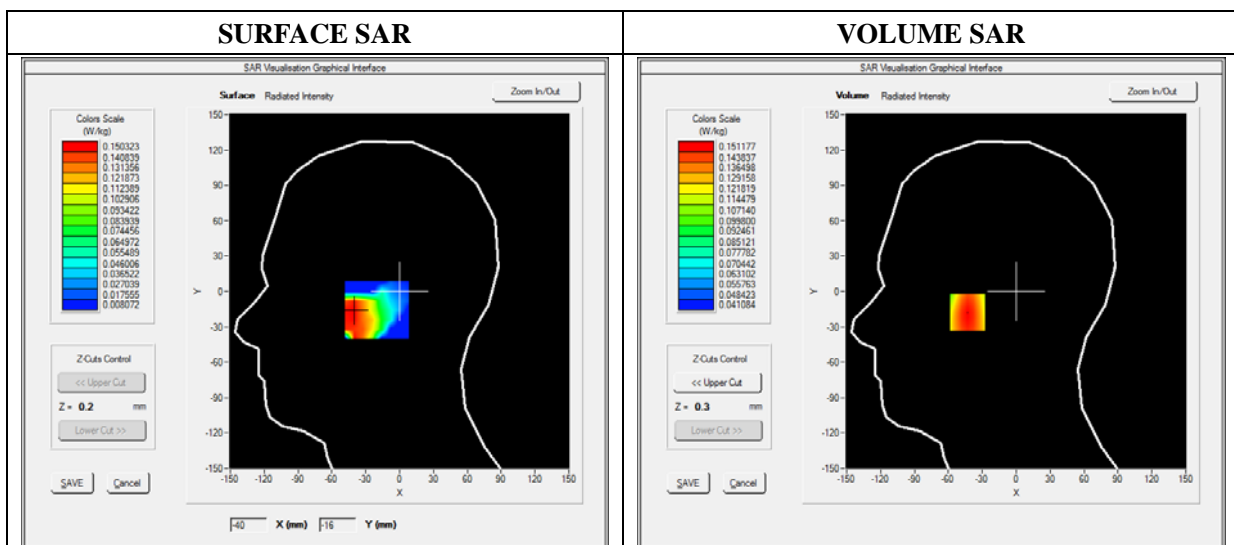 SURFACE SAR
VOLUME SAR
SAR Visualisation Graphical Interface
Surface Radiated Intensity
Zoom In/Out
Colors Scale
(W/kg)
0.150323
0.140839
0.131356
0.121873
0.112389
0.102906
0.093422
0.083939
0.074456
0.064972
0.055489
0.046006
0.036522
0.027039
0.017555
0.008072
150
120
90
60
30
0
-30
-60
-90
-120
-150
Y
-150 -120 -90 -60 -30 0 30 60 90 120 150
X
Z-Cuts Control
<< Upper Cut
Z = 0.2 mm
Lower Cut >>
SAVE Cancel
-40 X (mm) -16 Y (mm)
SAR Visualisation Graphical Interface
Volume Radiated Intensity
Zoom In/Out
Colors Scale
(W/kg)
0.151177
0.143837
0.136498
0.129158
0.121819
0.114479
0.107140
0.099800
0.092461
0.085121
0.077782
0.070442
0.063102
0.055763
0.048423
0.041084
150
120
90
60
30
0
-30
-60
-90
-120
-150
Y
-150 -120 -90 -60 -30 0 30 60 90 120 150
X
Z-Cuts Control
<< Upper Cut
Z = 0.3 mm
Lower Cut >>
SAVE Cancel